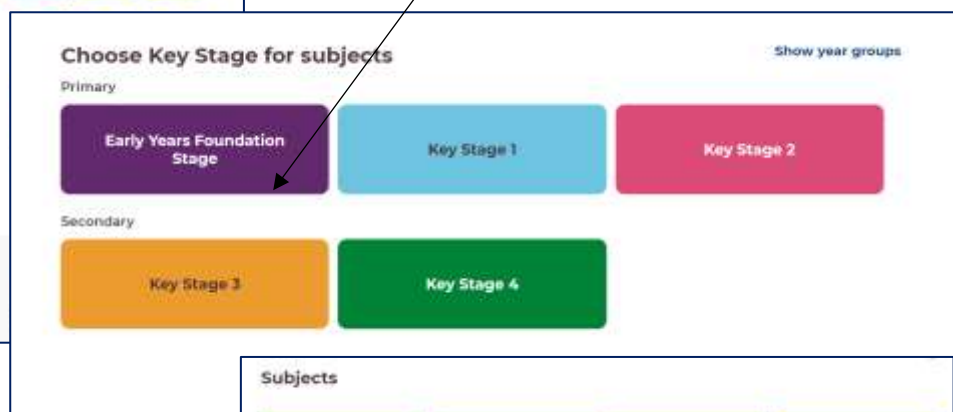 Choose Key Stage for subjects
Show year groups
Primary
Early Years Foundation
Stage
Key Stage 1
Key Stage 2
Secondary
Key Stage 3
Key Stage 4
Subjects